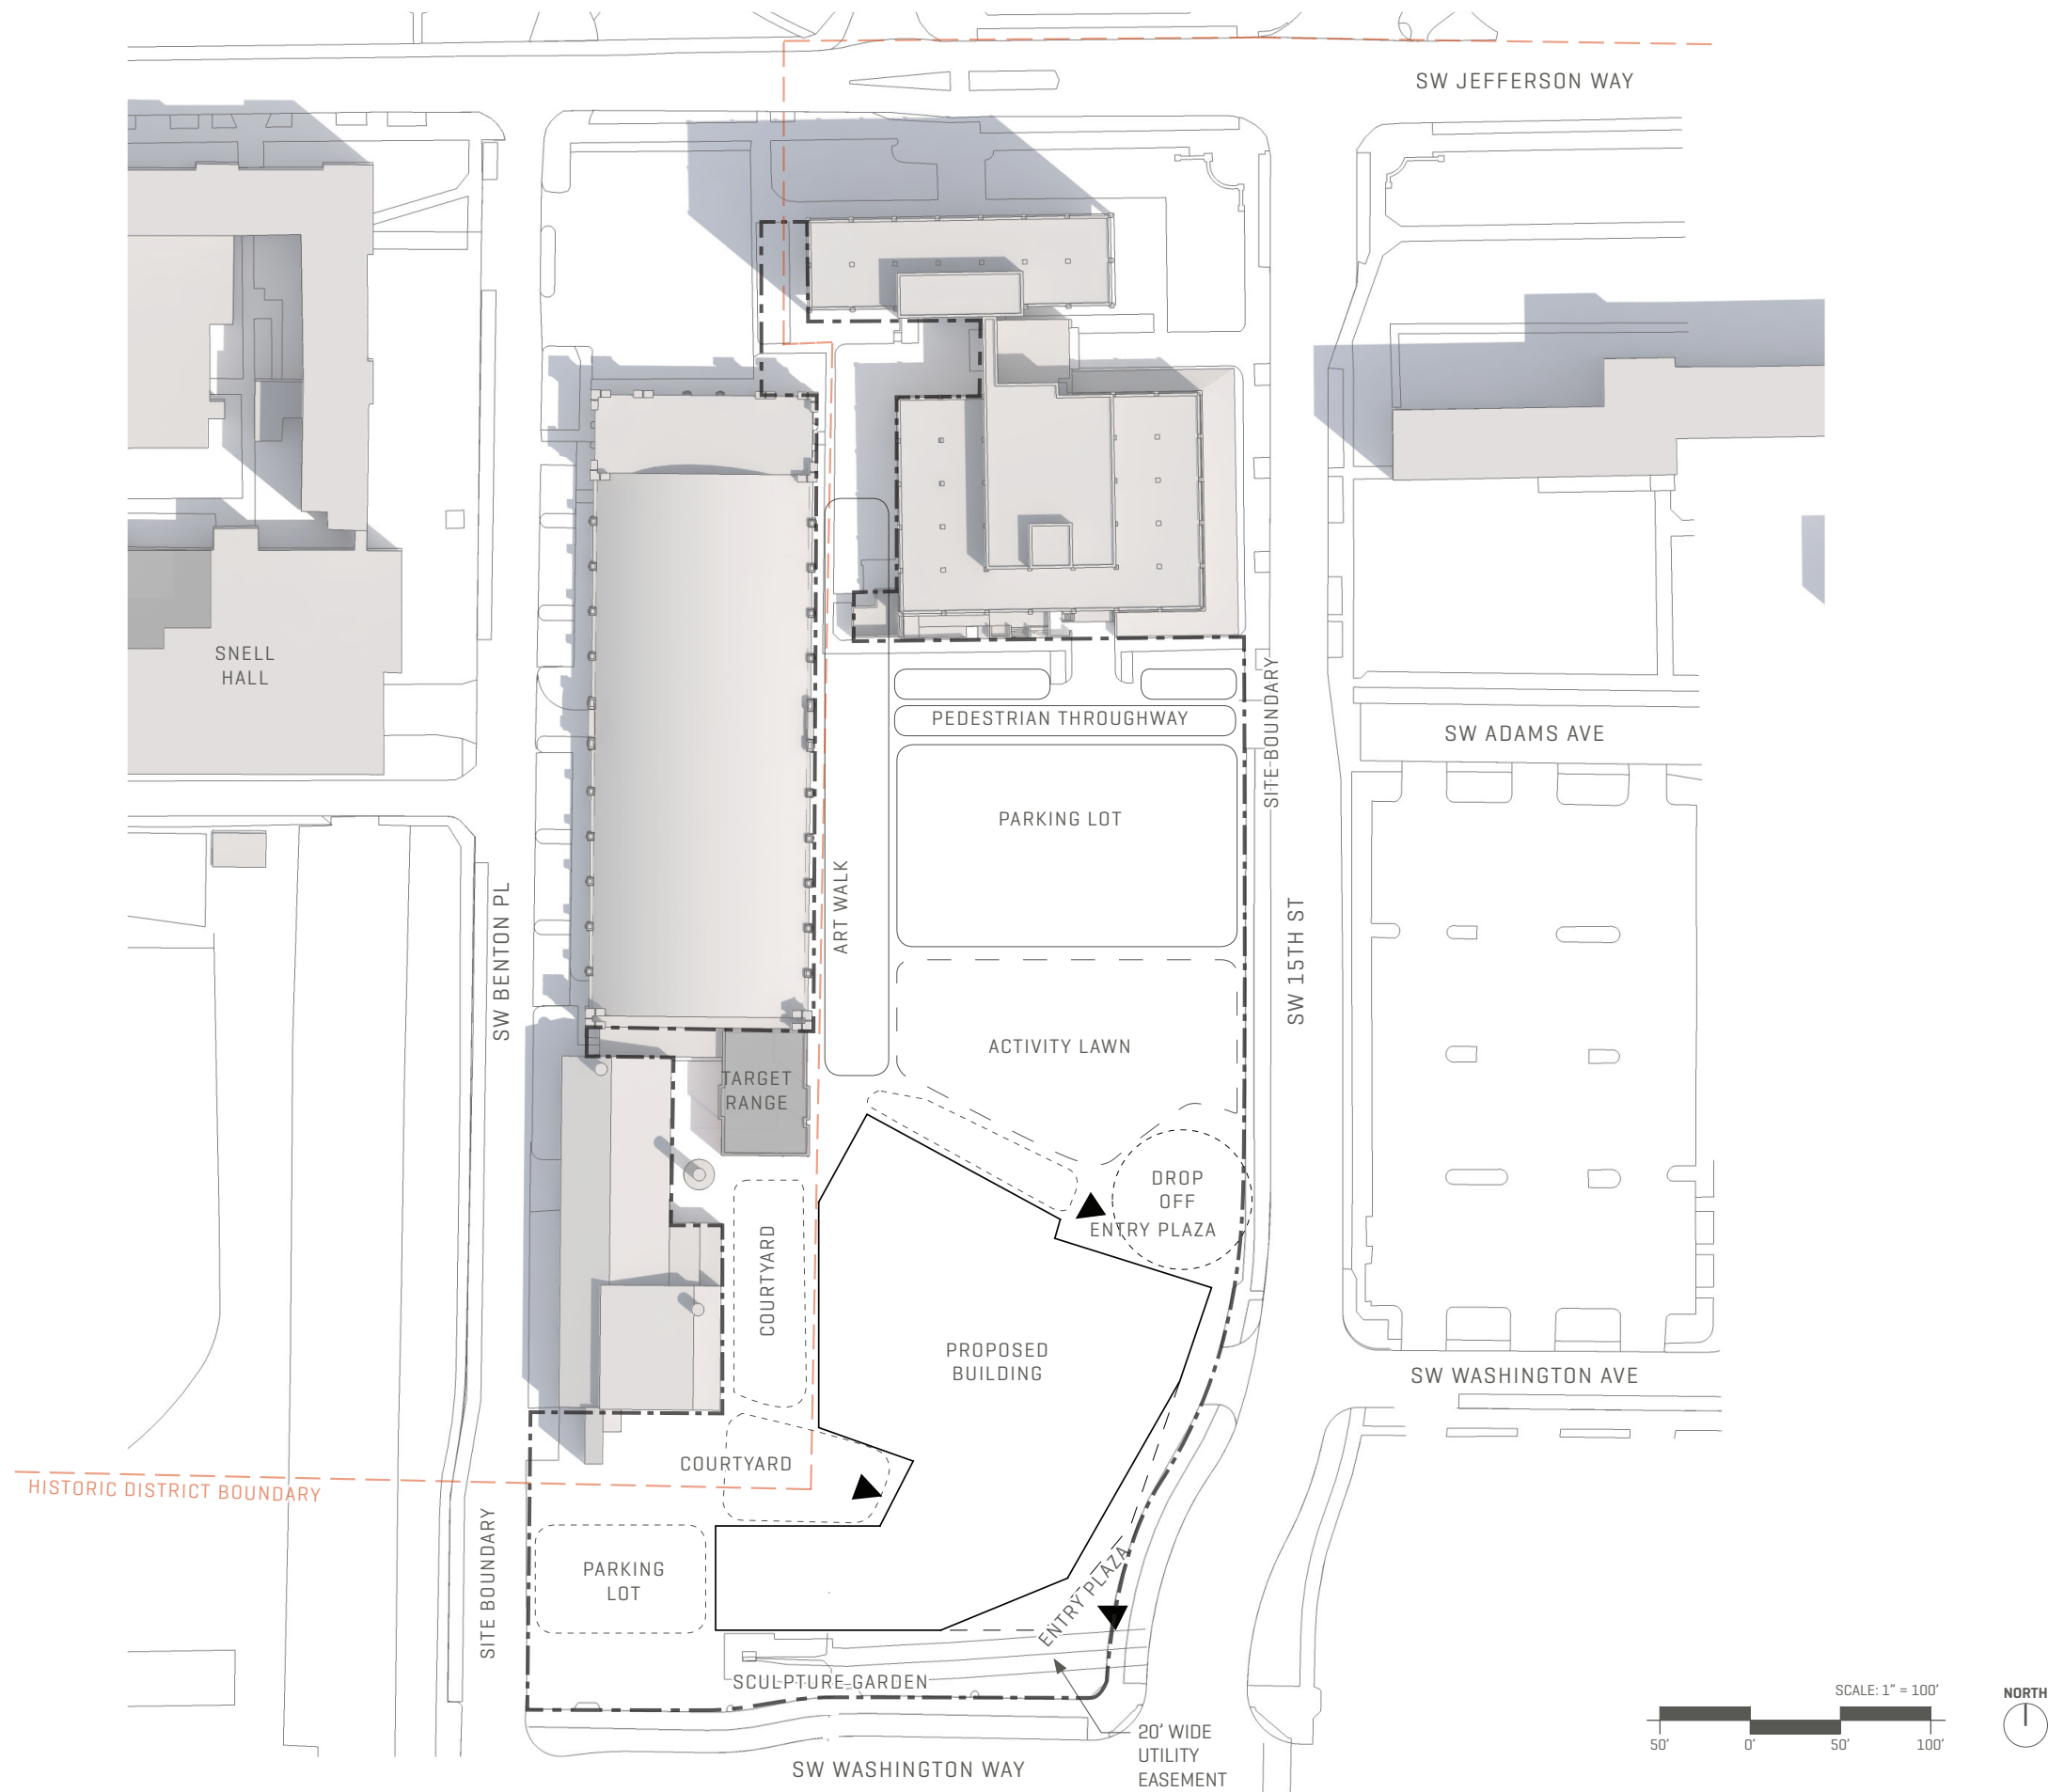 SW JEFFERSON WAY
SNELL
HALL
SITE BOUNDARY
PEDESTRIAN THROUGHWAY
SW ADAMS AVE
PARKING LOT
ART WALK
SW BENTON PL
SW 15TH ST
ACTIVITY LAWN
TARGET
RANGE
DROP
OFF
ENTRY PLAZA
COURTYARD
PROPOSED
BUILDING
SW WASHINGTON AVE
COURTYARD
HISTORIC DISTRICT BOUNDARY
SITE BOUNDARY
PARKING
LOT
ENTRY PLAZA
SCULPTURE GARDEN
20' WIDE
UTILITY
EASEMENT
SW WASHINGTON WAY
SCALE: 1" = 100'
50'
0'
50'
100'
NORTH